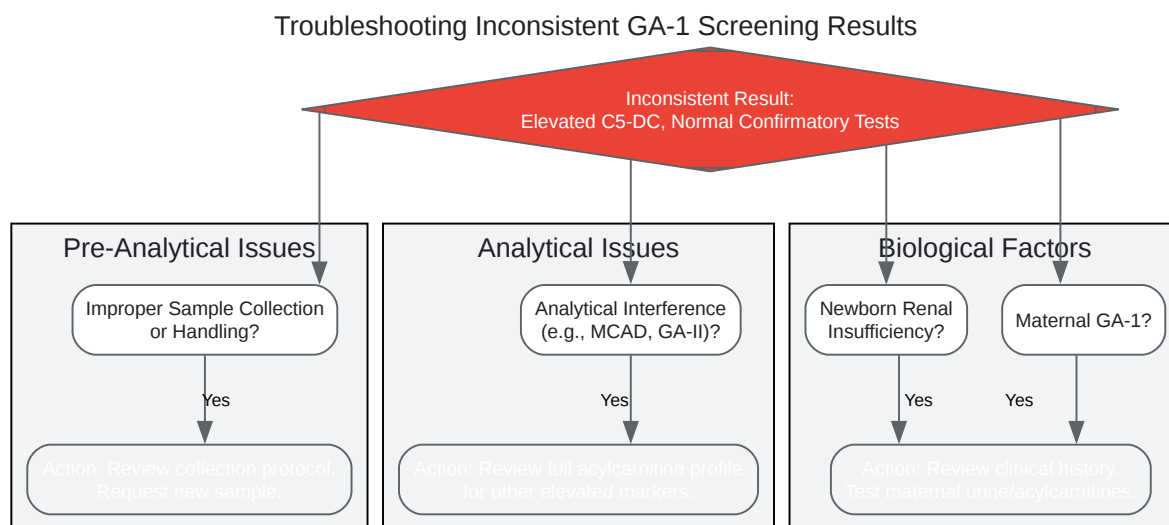 Troubleshooting Inconsistent GA-1 Screening Results
Inconsistent Result:
Elevated C5-DC, Normal Confirmatory Tests
Pre-Analytical Issues
Analytical Issues
Biological Factors
Improper Sample Collection
or Handling?
Analytical Interference
(e.g., MCAD, GA-II)?
Newborn Renal
Insufficiency?
Maternal GA-1?
Yes
Yes
Yes
Yes
Action: Review collection protocol.
Request new sample.
Action: Review full acylcarnitine profile
for other elevated markers.
Action: Review clinical history.
Test maternal urine/acylcarnitines.